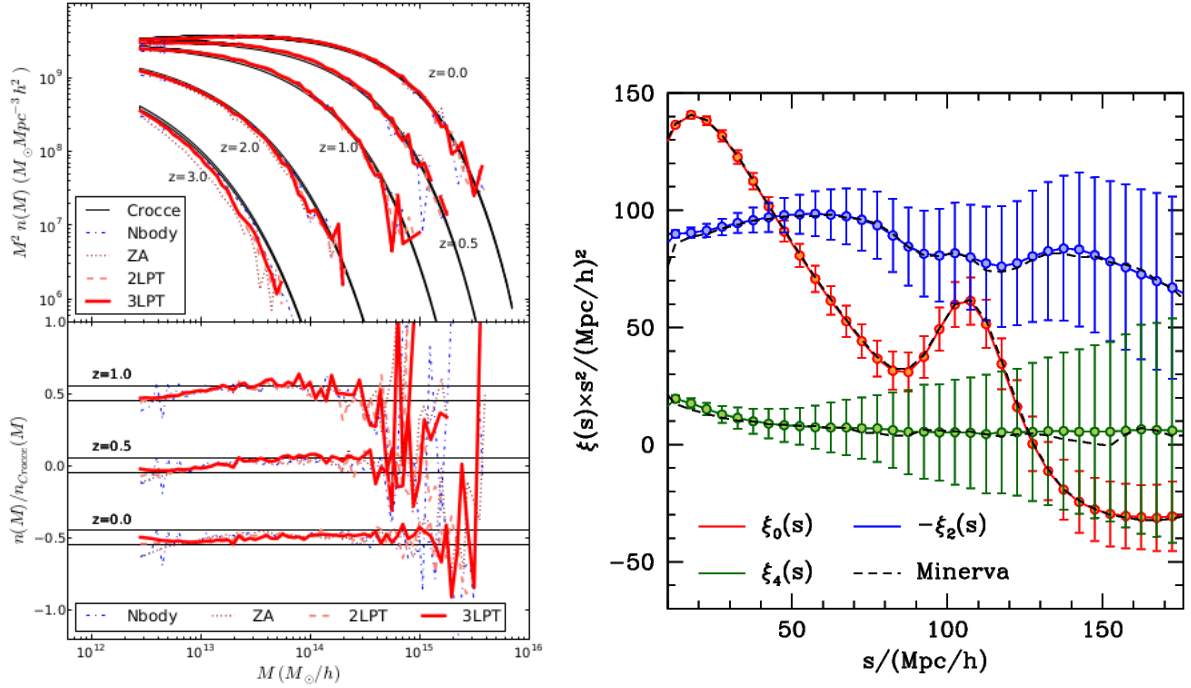 10⁹
10⁸
10⁷
10⁶
M² n(M) (M⊙Mpc⁻³h²)
z=0.0
z=2.0
z=1.0
z=3.0
z=0.5
Crocce
Nbody
ZA
2LPT
3LPT
1.0
0.5
0.0
−0.5
−1.0
n(M)/n_Crocce(M)
z=1.0
z=0.5
z=0.0
Nbody ZA 2LPT 3LPT
10¹² 10¹³ 10¹⁴ 10¹⁵ 10¹⁶
M (M⊙/h)
150
100
50
0
−50
ξ(s)×s²/(Mpc/h)²
ξ₀(s) −ξ₂(s)
ξ₄(s) Minerva
50 100 150
s/(Mpc/h)